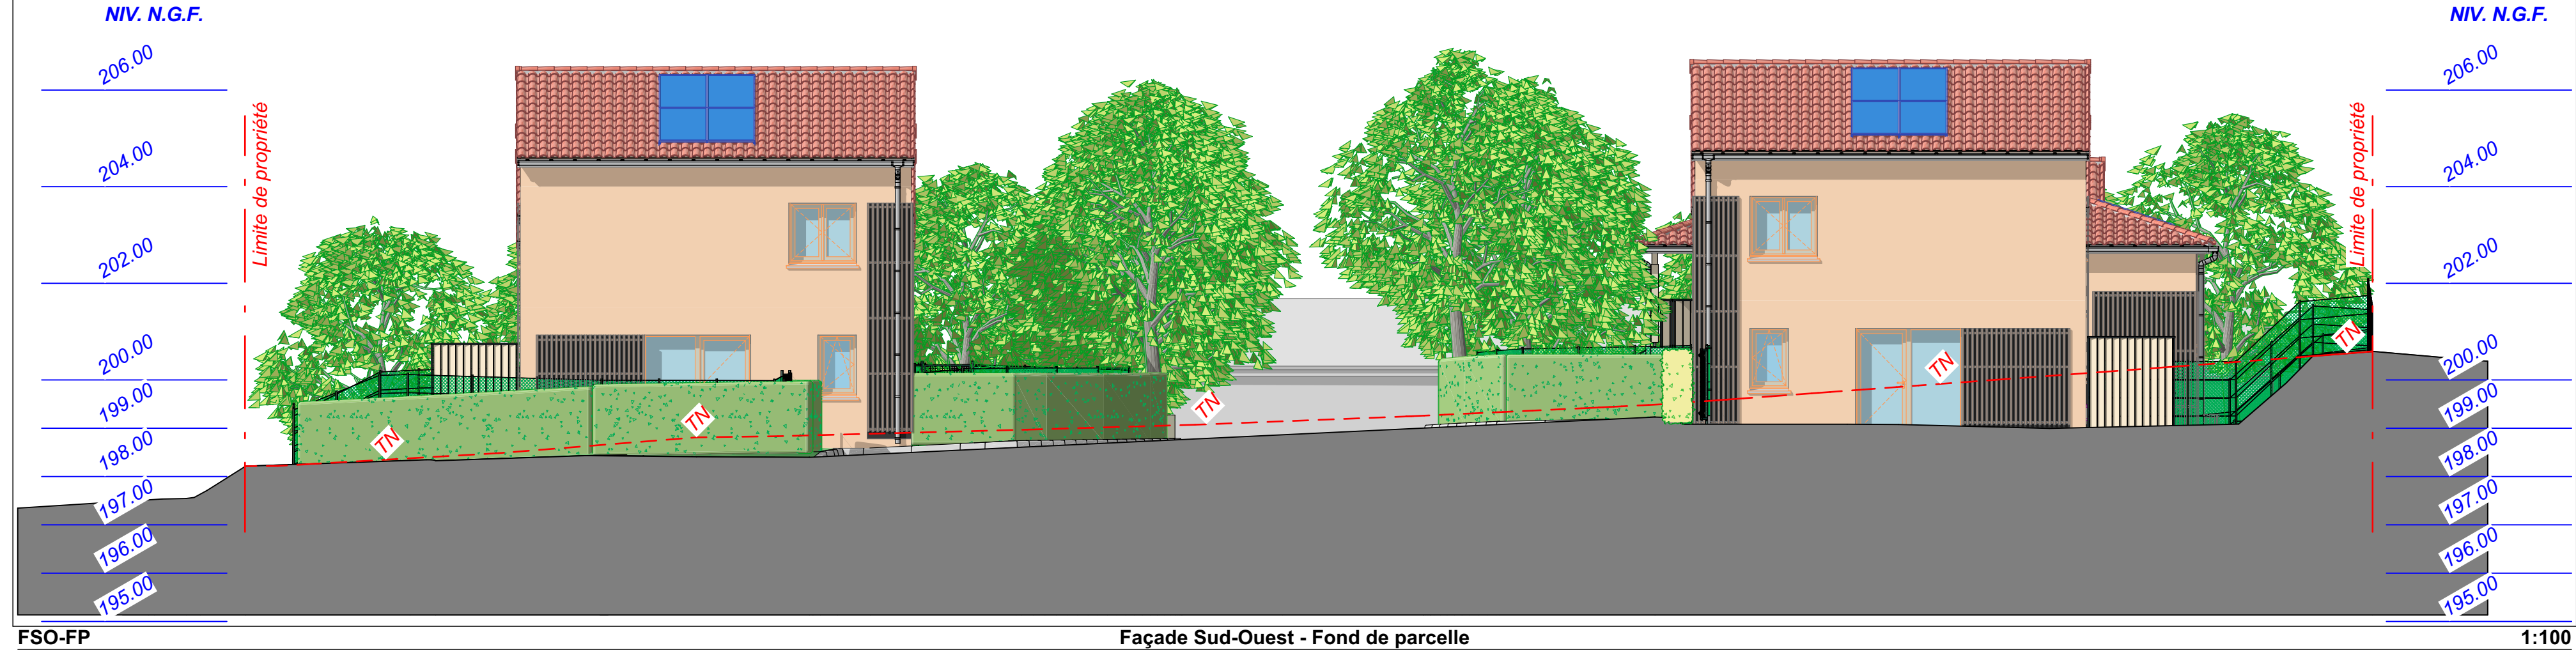 NIV. N.G.F.
NIV. N.G.F.
206.00
204.00
202.00
200.00
199.00
198.00
197.00
196.00
195.00
Limite de propriété
TN
TN
TN
TN
TN
Limite de propriété
206.00
204.00
202.00
200.00
199.00
198.00
197.00
196.00
195.00
FSO-FP
Façade Sud-Ouest - Fond de parcelle
1:100